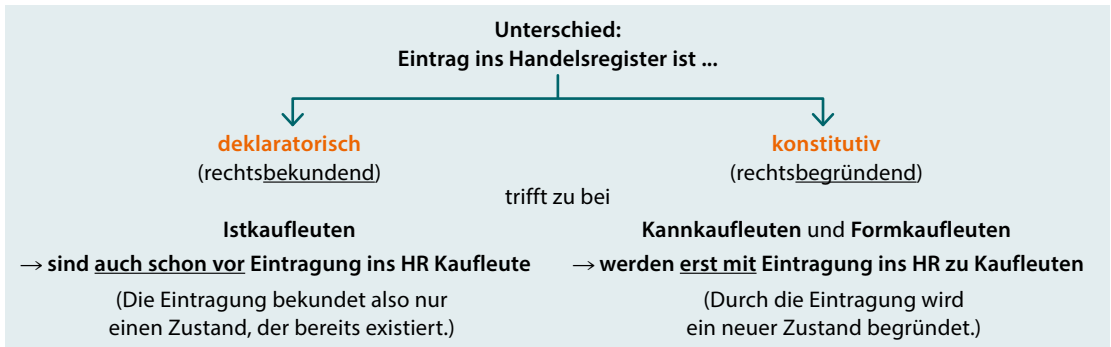 Unterschied:
Eintrag ins Handelsregister ist ...
deklaratorisch
(rechtsbekundend)
konstitutiv
(rechtsbegründend)
trifft zu bei
Istkaufleuten
→ sind auch schon vor Eintragung ins HR Kaufleute
(Die Eintragung bekundet also nur
einen Zustand, der bereits existiert.)
Kannkaufleuten und Formkaufleuten
→ werden erst mit Eintragung ins HR zu Kaufleuten
(Durch die Eintragung wird
ein neuer Zustand begründet.)